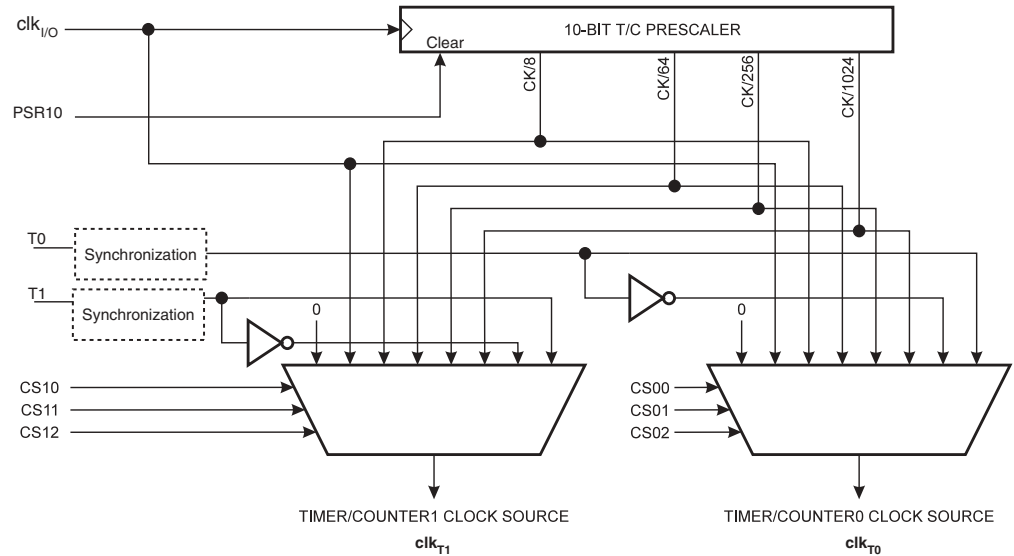 clkI/O
10-BIT T/C PRESCALER
Clear
CK/8
CK/64
CK/256
CK/1024
PSR10
T0
Synchronization
T1
Synchronization
0
0
CS10
CS11
CS12
CS00
CS01
CS02
TIMER/COUNTER1 CLOCK SOURCE
clkT1
TIMER/COUNTER0 CLOCK SOURCE
clkT0